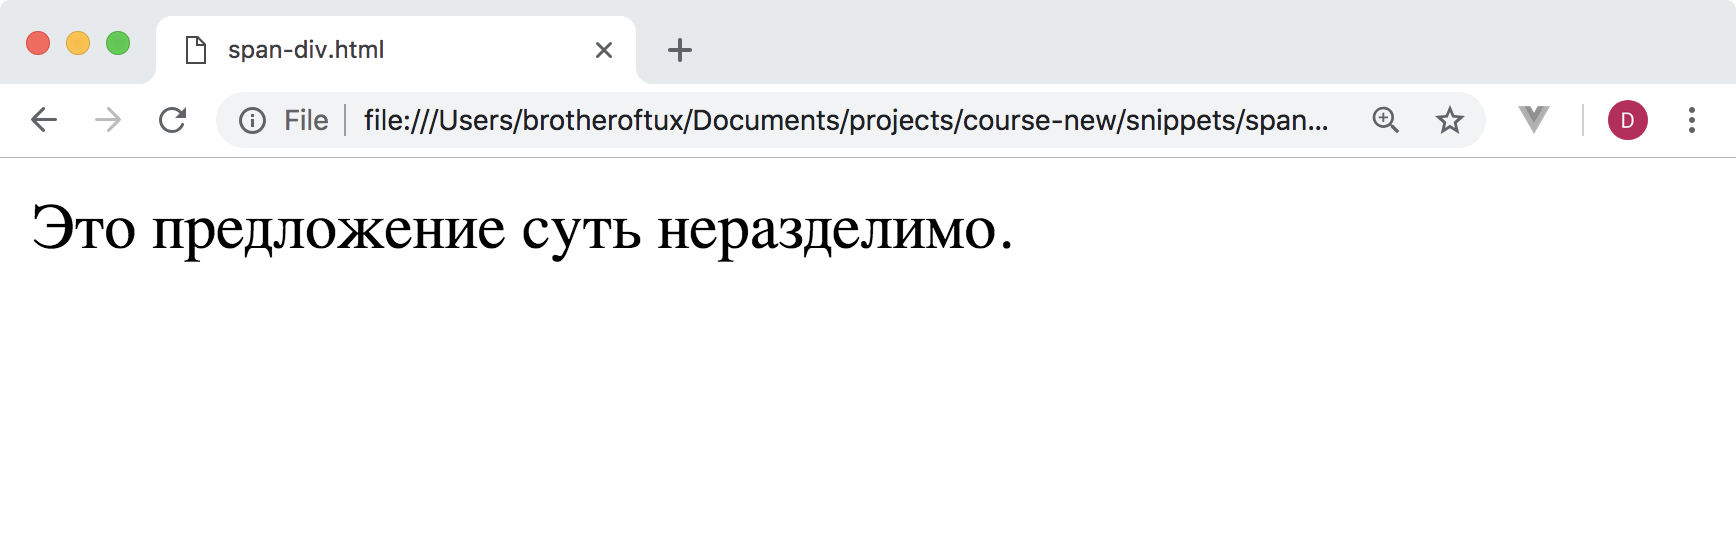 span-div.html
File file:///Users/brotheroftux/Documents/projects/course-new/snippets/span...
D
Это предложение суть неразделимо.